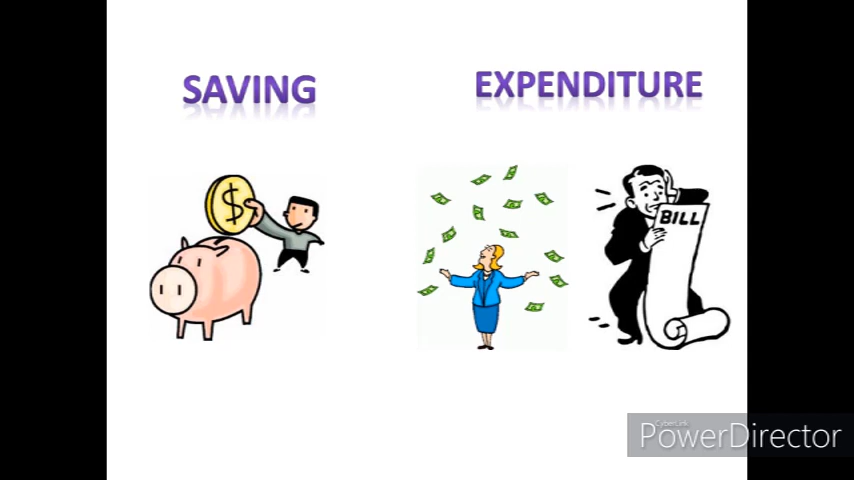 SAVING
EXPENDITURE
$
BILL
CyberLink
PowerDirector